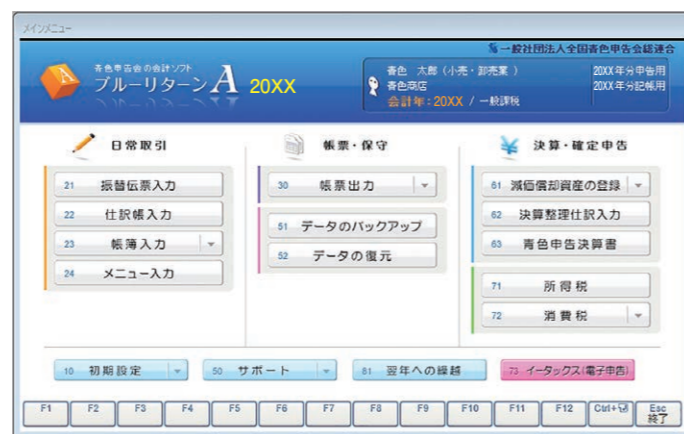 メインメニュー
一般社団法人全国青色申告会総連合
青色申告会の会計ソフト
ブルーリターンA 20XX
青色 太郎（小売・卸売業 ）
20XX年分申告用
青色商店
20XX年分記帳用
会計年：20XX / 一般課税
日常取引
21 振替伝票入力
22 仕訳帳入力
23 帳簿入力
24 メニュー入力
帳票・保守
30 帳票出力
51 データのバックアップ
52 データの復元
決算・確定申告
61 減価償却資産の登録
62 決算整理仕訳入力
63 青色申告決算書
71 所得税
72 消費税
10 初期設定
50 サポート
81 翌年への繰越
73 イータックス(電子申告)
F1 F2 F3 F4 F5 F6 F7 F8 F9 F10 F11 F12 Ctrl+ Esc
終了